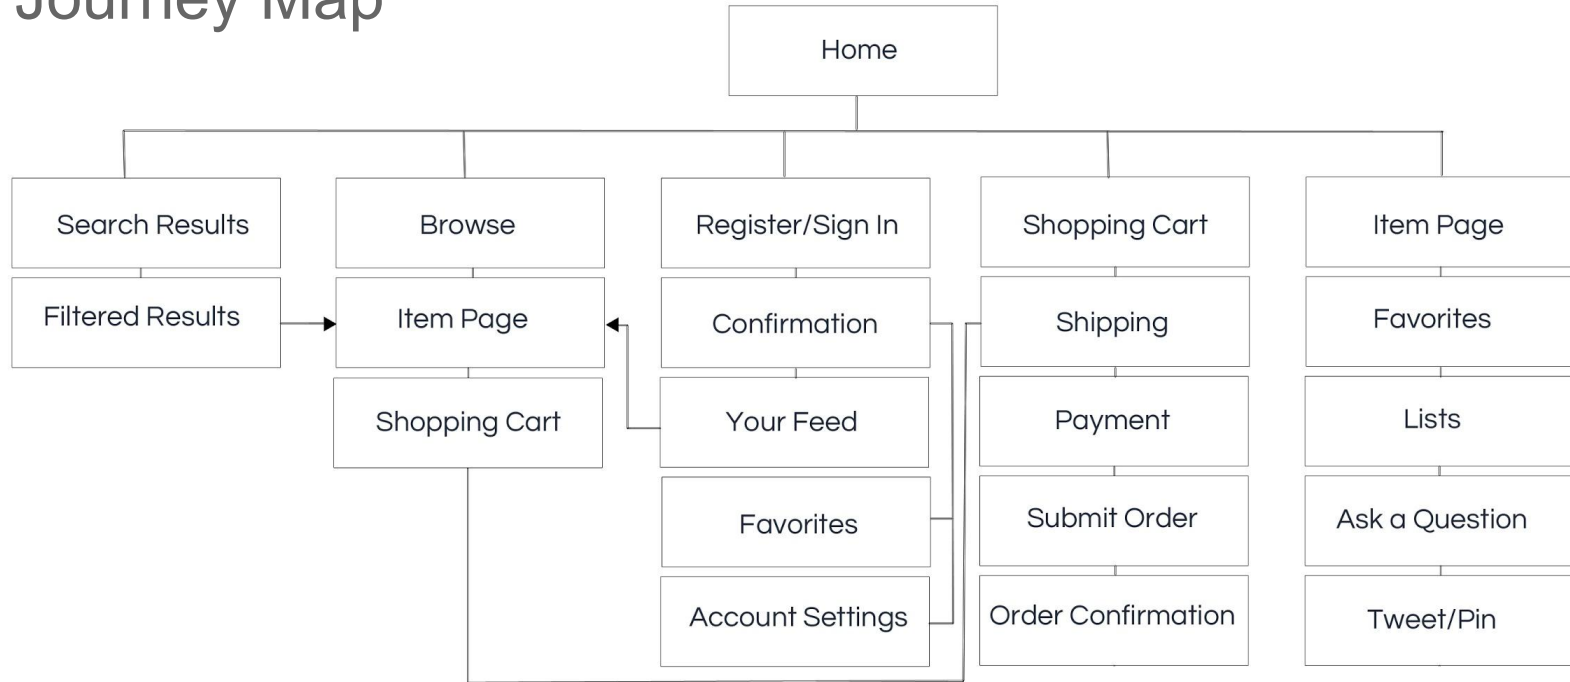 Journey Map
Home
Search Results
Browse
Register/Sign In
Shopping Cart
Item Page
Filtered Results
Item Page
Confirmation
Shipping
Favorites
Shopping Cart
Your Feed
Payment
Lists
Favorites
Submit Order
Ask a Question
Account Settings
Order Confirmation
Tweet/Pin